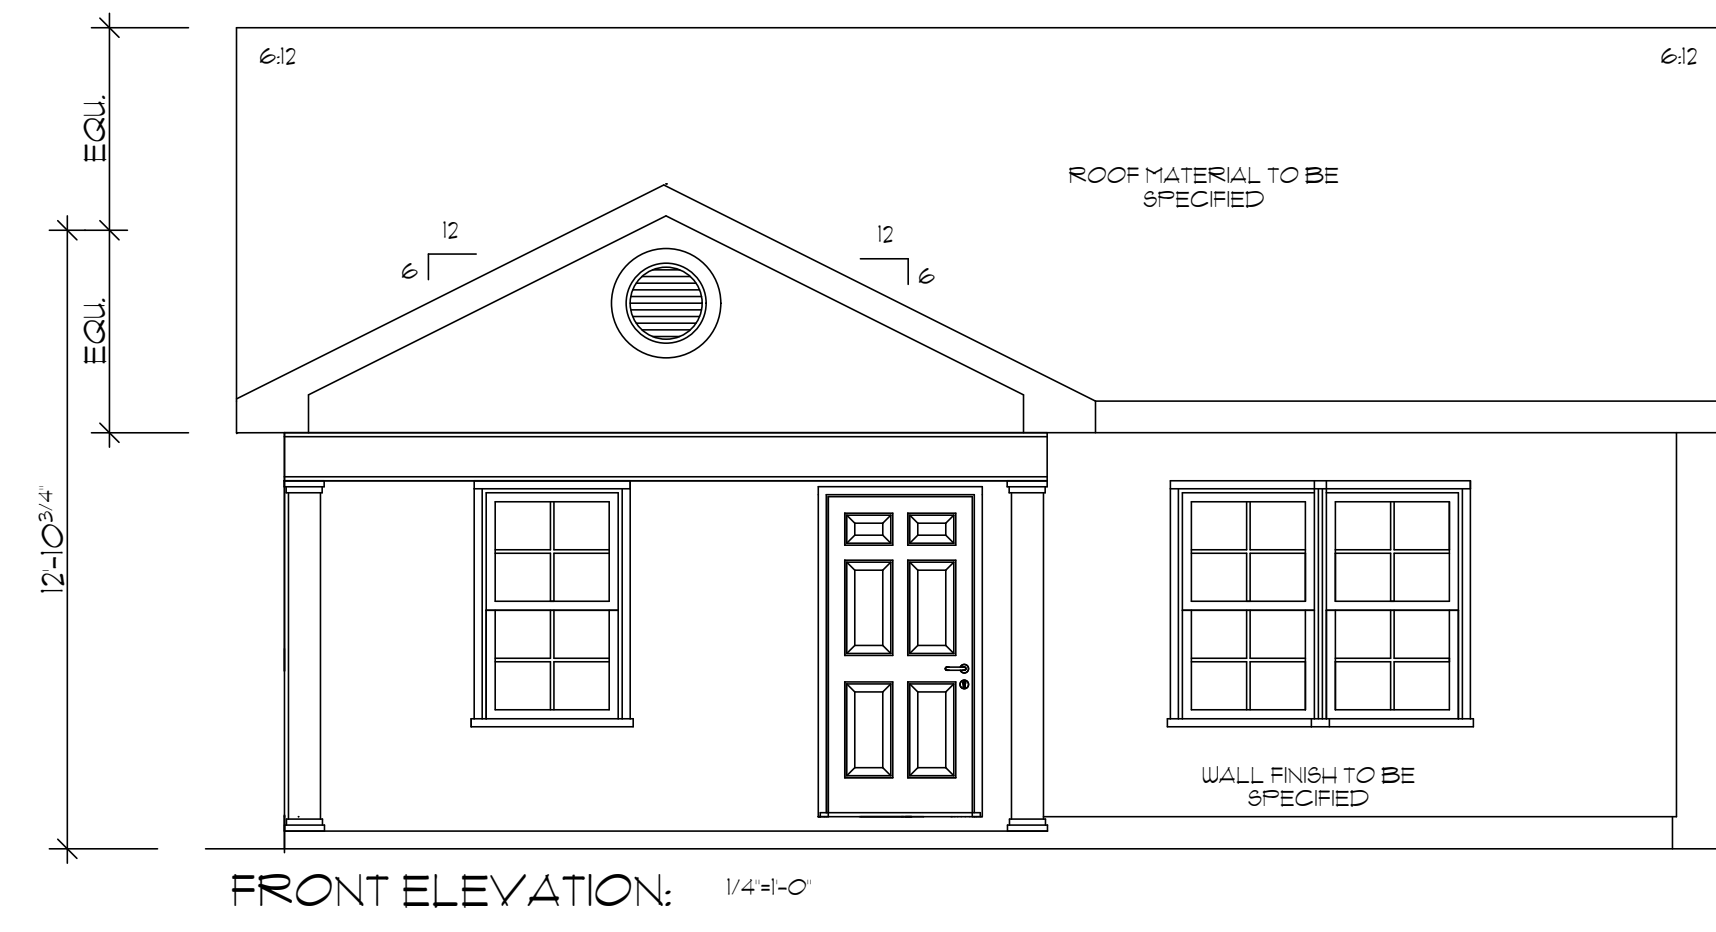 6:12
6:12
EQU.
ROOF MATERIAL TO BE
SPECIFIED
12
6
12
6
EQU.
12'-10 3/4"
WALL FINISH TO BE
SPECIFIED
FRONT ELEVATION:
1/4"=1'-0"